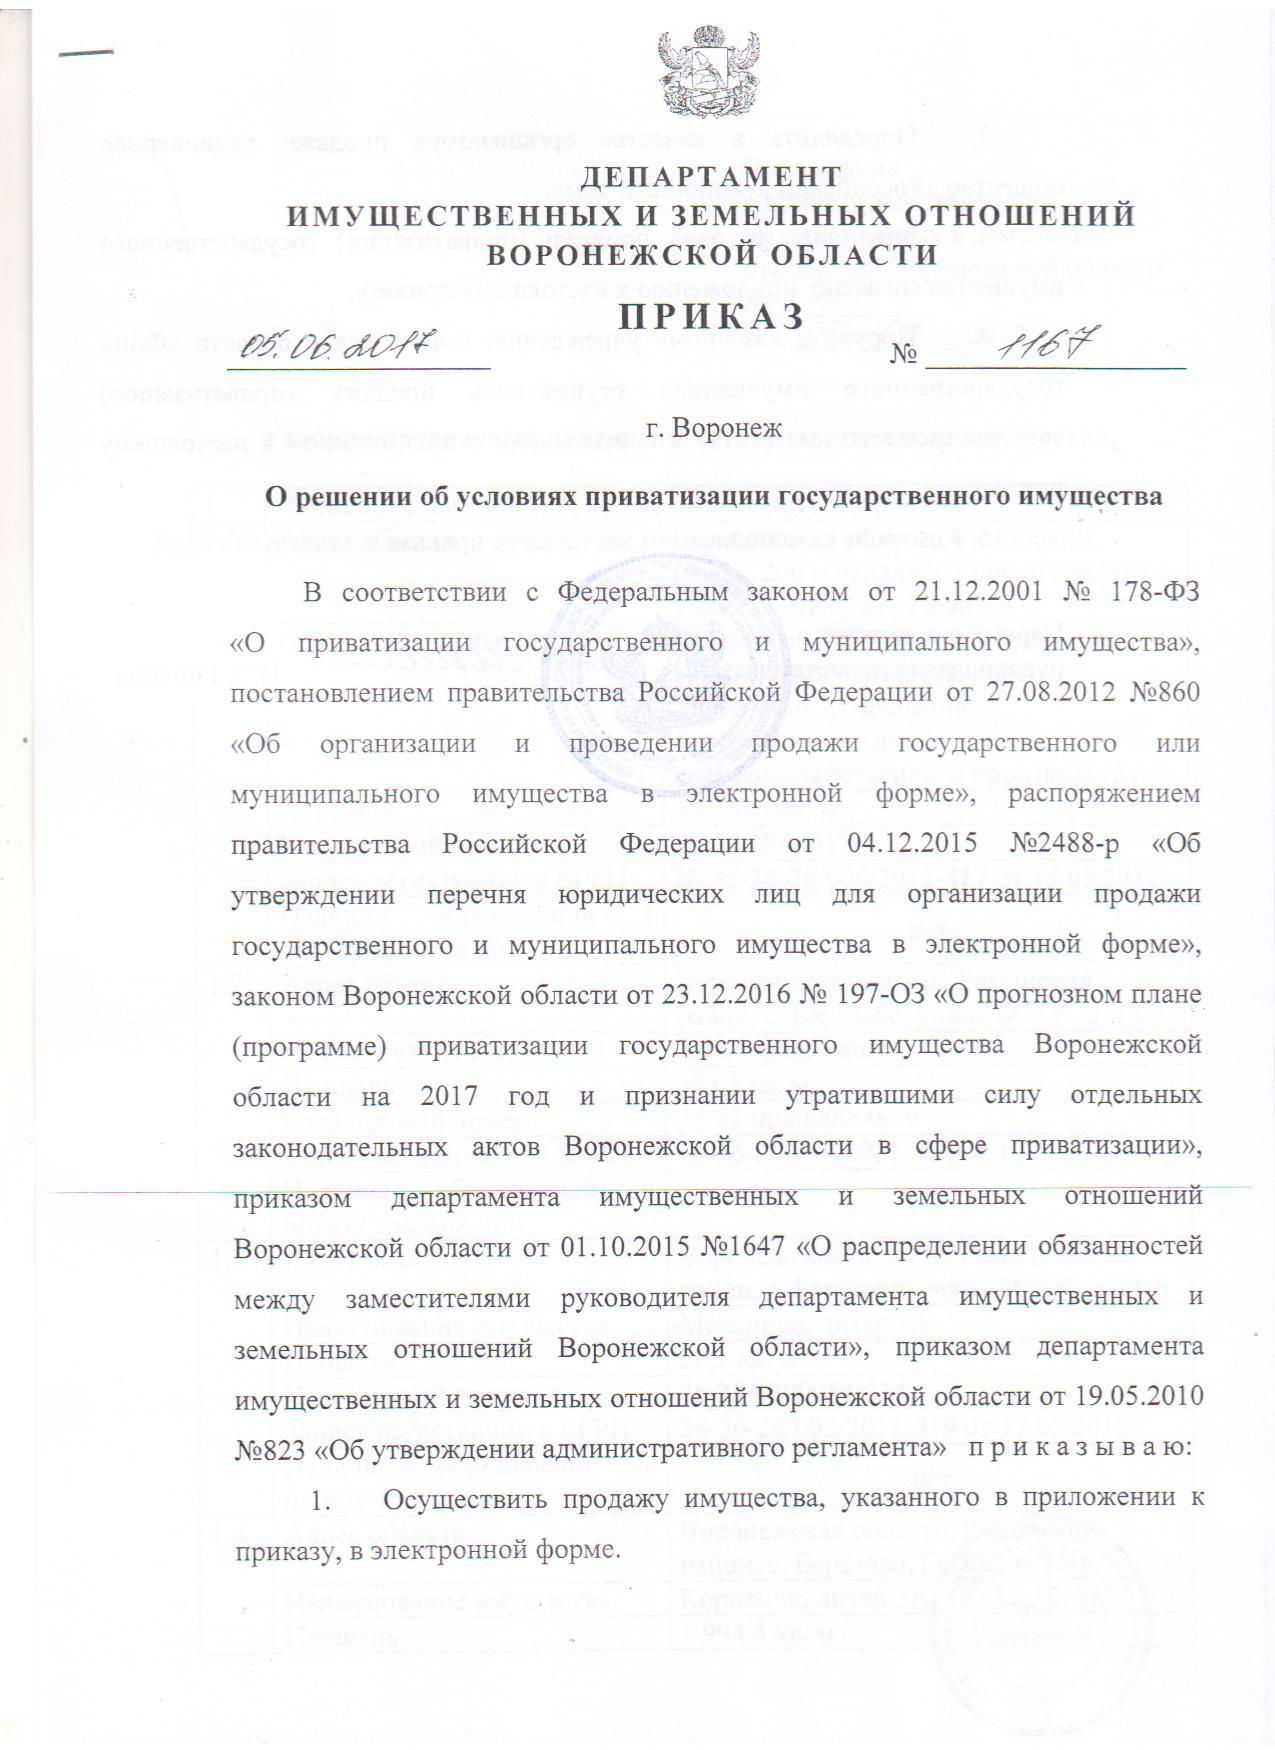 ДЕПАРТАМЕНТ
ИМУЩЕСТВЕННЫХ И ЗЕМЕЛЬНЫХ ОТНОШЕНИЙ
ВОРОНЕЖСКОЙ ОБЛАСТИ
ПРИКАЗ
05.06.2017 № 1167
г. Воронеж
О решении об условиях приватизации государственного имущества
В соответствии с Федеральным законом от 21.12.2001 № 178-ФЗ
«О приватизации государственного и муниципального имущества»,
постановлением правительства Российской Федерации от 27.08.2012 №860
«Об организации и проведении продажи государственного или
муниципального имущества в электронной форме», распоряжением
правительства Российской Федерации от 04.12.2015 №2488-р «Об
утверждении перечня юридических лиц для организации продажи
государственного и муниципального имущества в электронной форме»,
законом Воронежской области от 23.12.2016 № 197-ОЗ «О прогнозном плане
(программе) приватизации государственного имущества Воронежской
области на 2017 год и признании утратившими силу отдельных
законодательных актов Воронежской области в сфере приватизации»,
приказом департамента имущественных и земельных отношений
Воронежской области от 01.10.2015 №1647 «О распределении обязанностей
между заместителями руководителя департамента имущественных и
земельных отношений Воронежской области», приказом департамента
имущественных и земельных отношений Воронежской области от 19.05.2010
№823 «Об утверждении административного регламента» п р и к а з ы в а ю:
1. Осуществить продажу имущества, указанного в приложении к
приказу, в электронной форме.